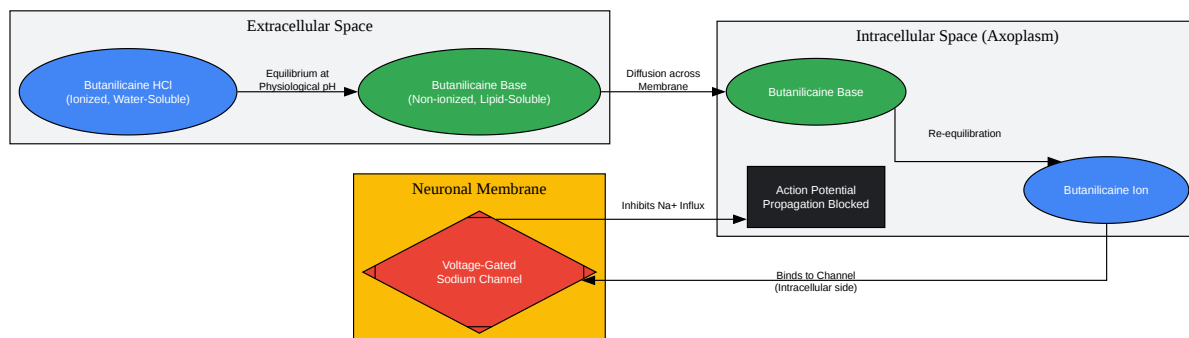 Extracellular Space
Butanilicaine HCl
(Ionized, Water-Soluble)
Equilibrium at
Physiological pH
Butanilicaine Base
(Non-ionized, Lipid-Soluble)
Diffusion across
Membrane
Intracellular Space (Axoplasm)
Butanilicaine Base
Re-equilibration
Butanilicaine Ion
Action Potential
Propagation Blocked
Neuronal Membrane
Inhibits Na+ Influx
Voltage-Gated
Sodium Channel
Binds to Channel
(Intracellular side)